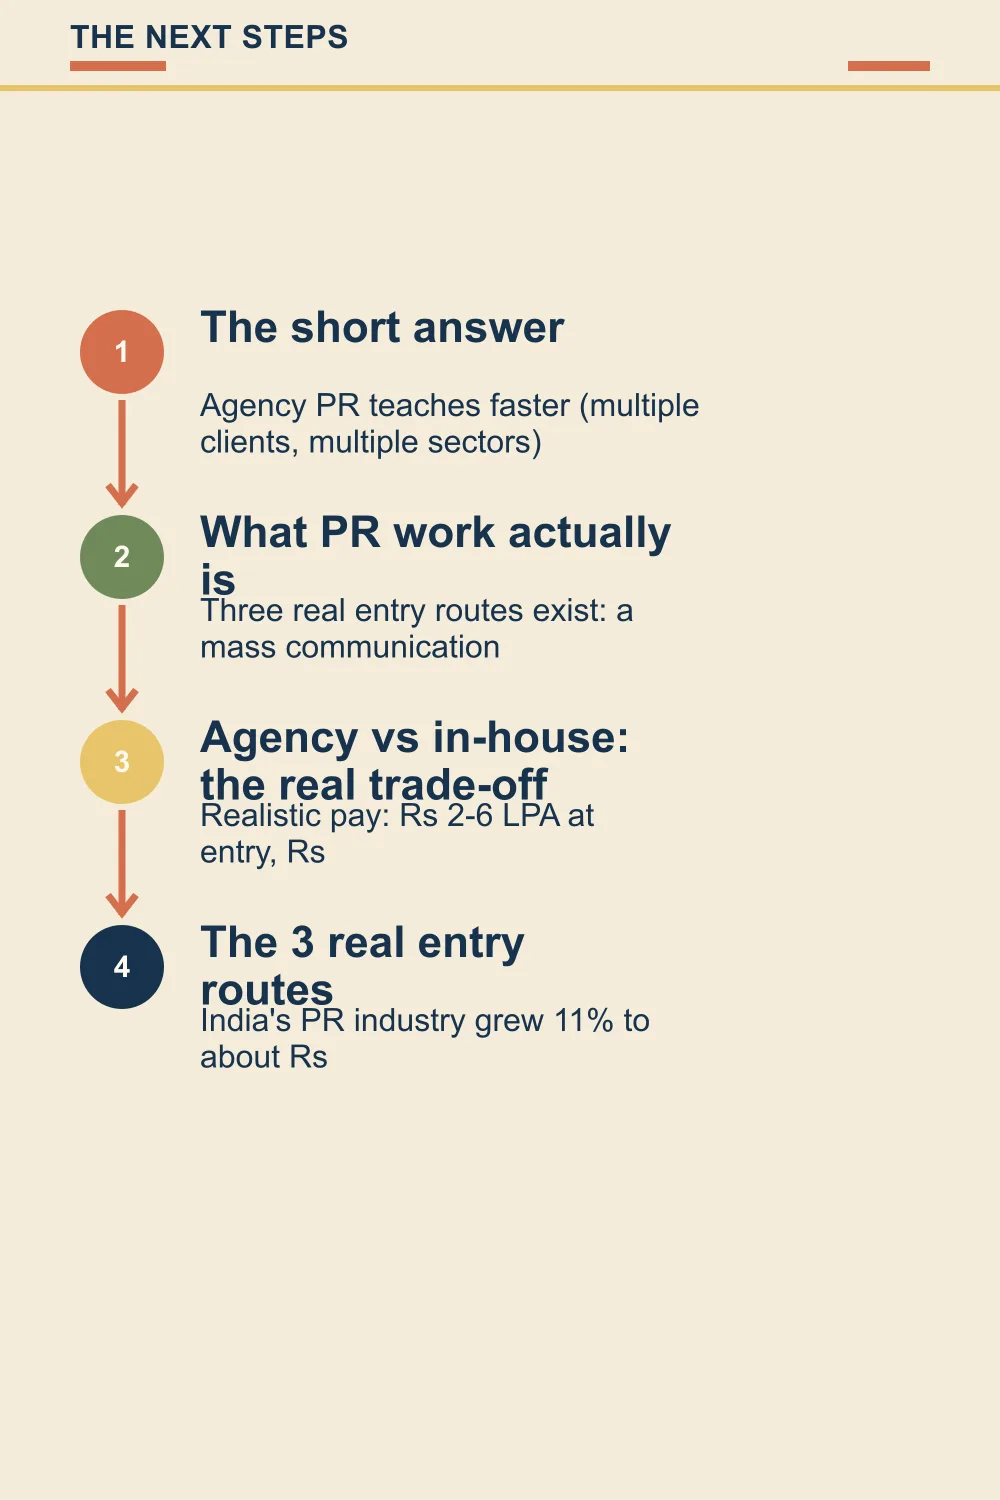 THE NEXT STEPS
1
The short answer
Agency PR teaches faster (multiple
clients, multiple sectors)
2
What PR work actually
is
Three real entry routes exist: a
mass communication
3
Agency vs in-house:
the real trade-off
Realistic pay: Rs 2-6 LPA at
entry, Rs
4
The 3 real entry
routes
India's PR industry grew 11% to
about Rs